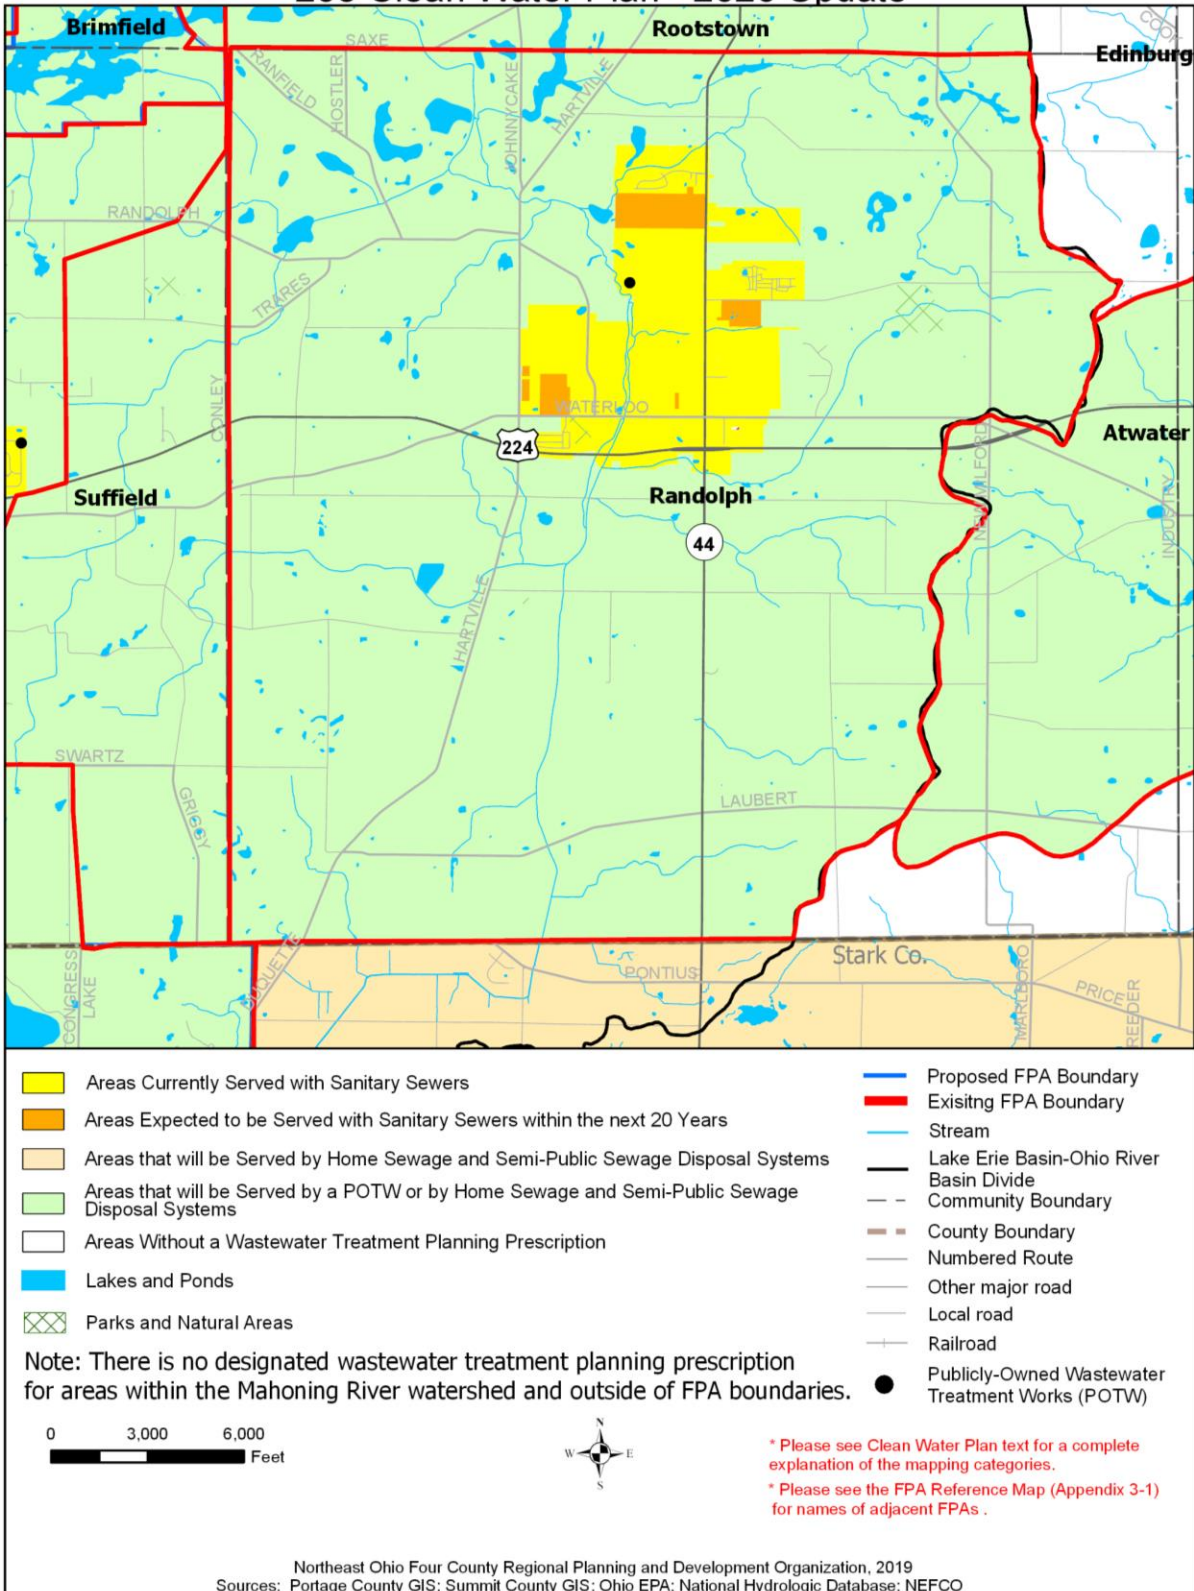 208 Clean Water Plan - 2020 Update
Brimfield
Rootstown
Edinburg
COOK
SAXE
RANFIELD
HOSTLER
JOHNNYCAKE
HARTVILLE
RANDOLPH
TRARES
CONLEY
WATERLOO
224
Atwater
Suffield
Randolph
NEW MILFORD
INDUSTRY
44
HARTVILLE
SWARTZ
GRIGGY
LAUBERT
DUQUETTE
Stark Co.
CONGRESS
LAKE
PONTIUS
MARLBORO
PRICE
REEDER
Areas Currently Served with Sanitary Sewers
Areas Expected to be Served with Sanitary Sewers within the next 20 Years
Areas that will be Served by Home Sewage and Semi-Public Sewage Disposal Systems
Areas that will be Served by a POTW or by Home Sewage and Semi-Public Sewage
Disposal Systems
Areas Without a Wastewater Treatment Planning Prescription
Lakes and Ponds
Parks and Natural Areas
Proposed FPA Boundary
Exisitng FPA Boundary
Stream
Lake Erie Basin-Ohio River
Basin Divide
Community Boundary
County Boundary
Numbered Route
Other major road
Local road
Railroad
Publicly-Owned Wastewater
Treatment Works (POTW)
Note: There is no designated wastewater treatment planning prescription
for areas within the Mahoning River watershed and outside of FPA boundaries.
0 3,000 6,000
Feet
N
W E
S
* Please see Clean Water Plan text for a complete
explanation of the mapping categories.
* Please see the FPA Reference Map (Appendix 3-1)
for names of adjacent FPAs .
Northeast Ohio Four County Regional Planning and Development Organization, 2019
Sources: Portage County GIS; Summit County GIS; Ohio EPA; National Hydrologic Database; NEFCO